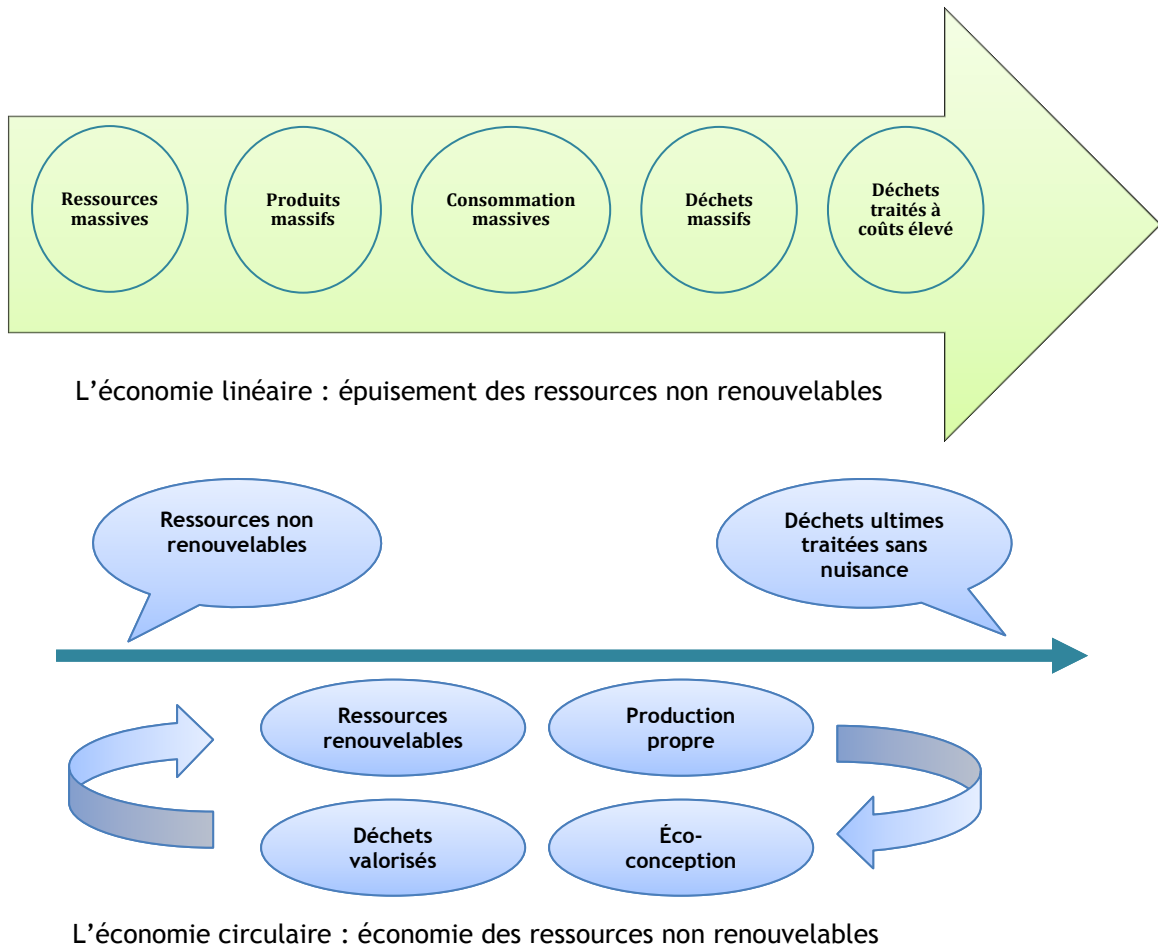 Ressources
massives
Produits
massifs
Consommation
massives
Déchets
massifs
Déchets
traités à
coûts élevé
L’économie linéaire : épuisement des ressources non renouvelables
Ressources non
renouvelables
Déchets ultimes
traitées sans
nuisance
Ressources
renouvelables
Production
propre
Déchets
valorisés
Éco-
conception
L’économie circulaire : économie des ressources non renouvelables